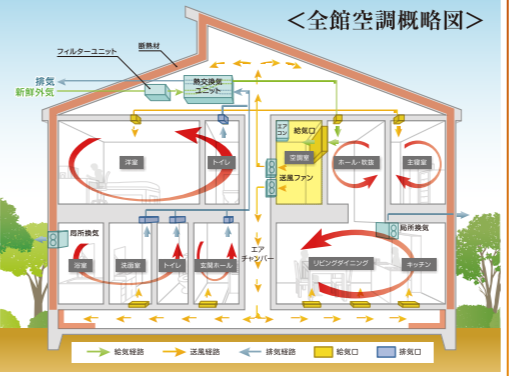 ＜全館空調概略図＞
断熱材
フィルターユニット
排気
新鮮外気
熱交換気
ユニット
エア
コン
給気口
洋室
トイレ
空調室
ホール・吹抜
主寝室
送風ファン
局所換気
局所換気
エア
チャンバー
浴室
洗面室
トイレ
玄関ホール
リビングダイニング
キッチン
給気経路
送風経路
排気経路
給気口
排気口